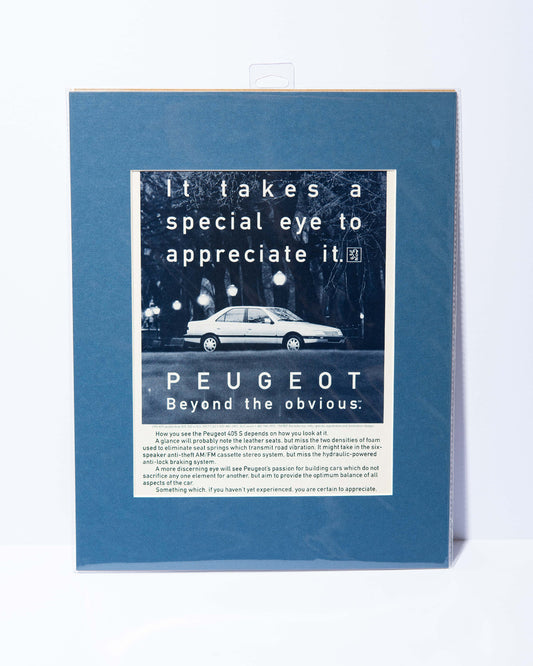 It takes a
special eye to
appreciate it.
PEUGEOT
Beyond the obvious.
How you see the Peugeot 405 S depends on how you look at it.
A glance will probably note the leather seats, but miss the two densities of foam
used to eliminate seat springs which transmit road vibration. It might take in the six-
speaker anti-theft AM/FM cassette stereo system, but miss the hydraulic-powered
anti-lock braking system.
A more discerning eye will see Peugeot's passion for building cars which do not
sacrifice any one element for another, but aim to provide the optimum balance of all
aspects of the car.
Something which, if you haven't yet experienced, you are certain to appreciate.